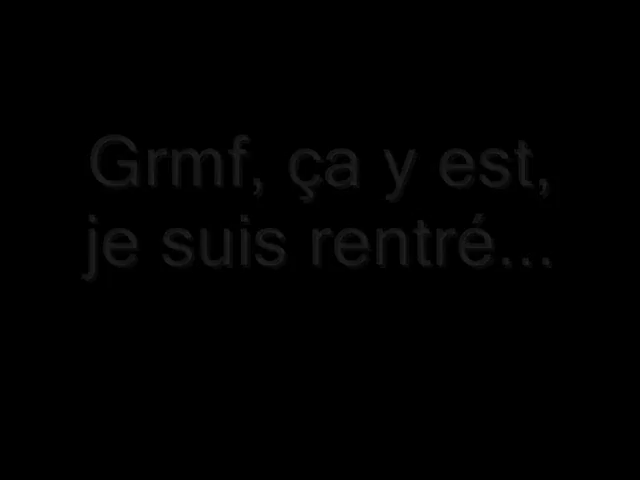 Grmf, ça y est,
je suis rentré...